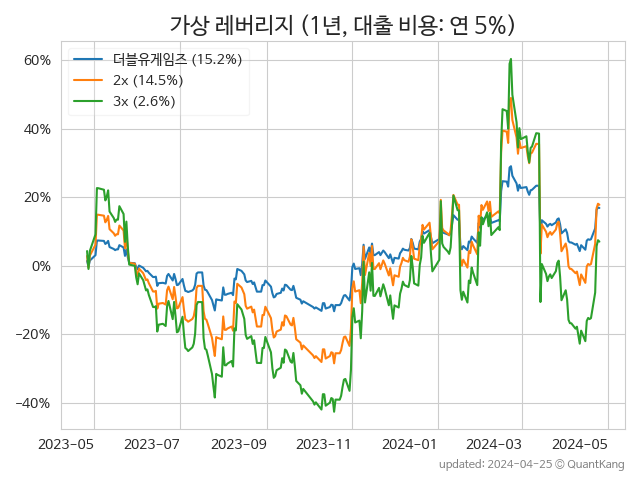 가상 레버리지 (1년, 대출 비용: 연 5%)
더블유게임즈 (15.2%)
2x (14.5%)
3x (2.6%)
60%
40%
20%
0%
−20%
−40%
2023-05 2023-07 2023-09 2023-11 2024-01 2024-03 2024-05
updated: 2024-04-25 © QuantKang